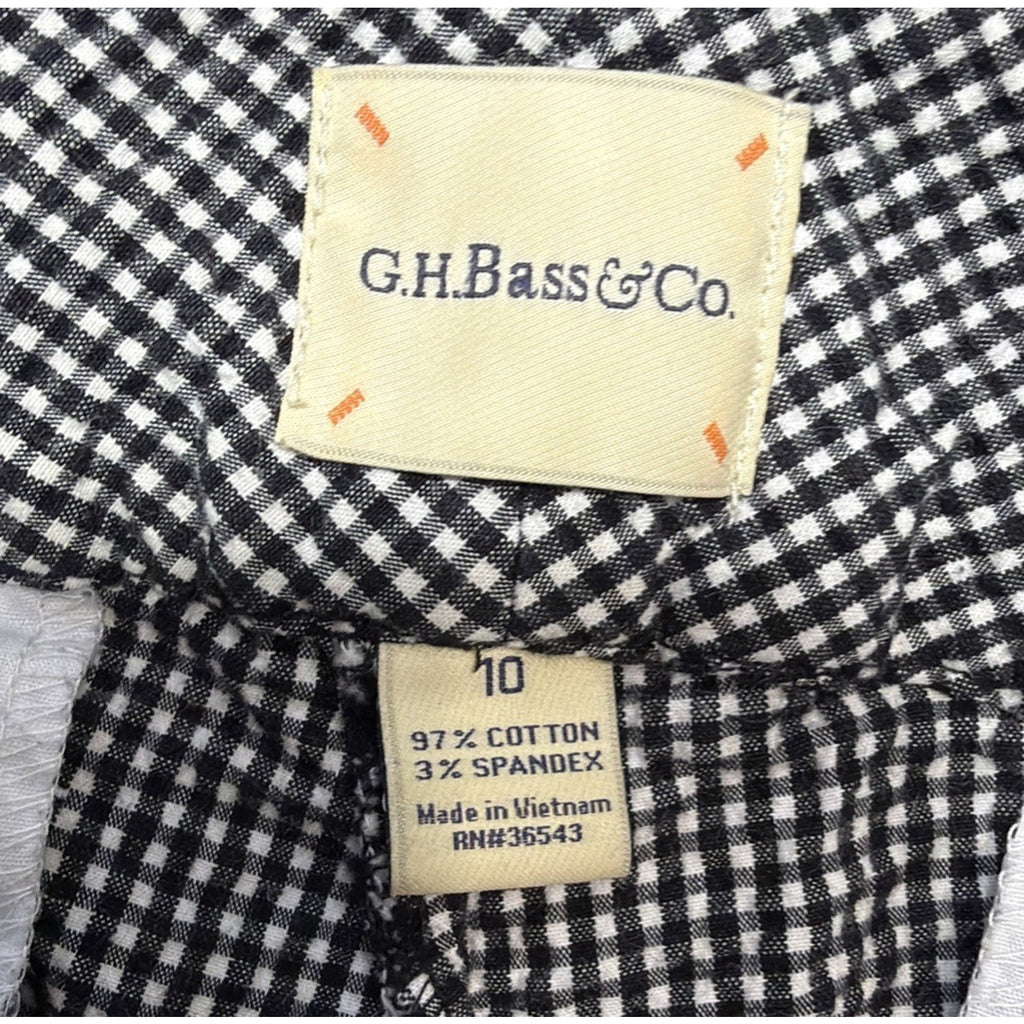 G.H.Bass&Co.
10
97% COTTON
3% SPANDEX
Made in Vietnam
RN#36543